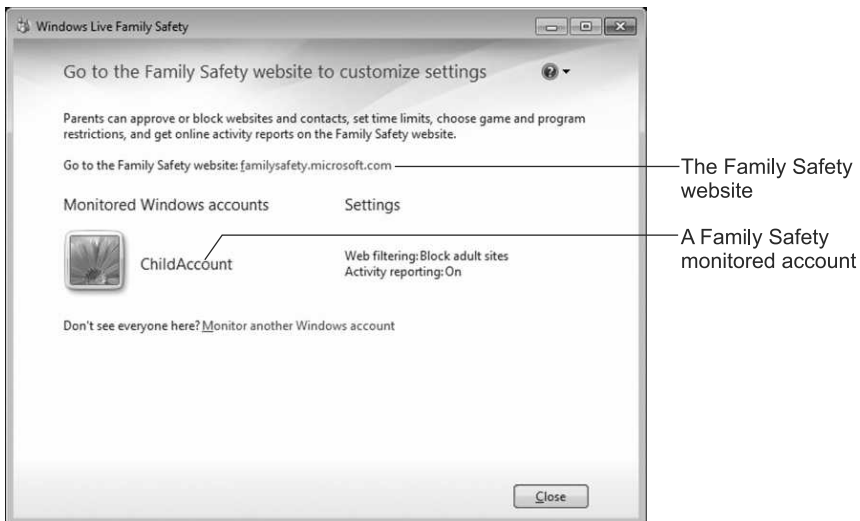 Windows Live Family Safety
Go to the Family Safety website to customize settings
Parents can approve or block websites and contacts, set time limits, choose game and program
restrictions, and get online activity reports on the Family Safety website.
Go to the Family Safety website: familysafety.microsoft.com
The Family Safety
website
Monitored Windows accounts Settings
ChildAccount
Web filtering:Block adult sites
Activity reporting:On
A Family Safety
monitored account
Don't see everyone here? Monitor another Windows account
Close